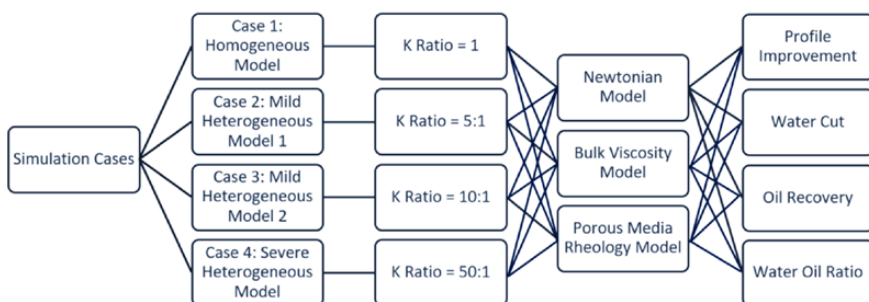 Simulation Cases
Case 1:
Homogeneous
Model
Case 2: Mild
Heterogeneous
Model 1
Case 3: Mild
Heterogeneous
Model 2
Case 4: Severe
Heterogeneous
Model
K Ratio = 1
K Ratio = 5:1
K Ratio = 10:1
K Ratio = 50:1
Newtonian
Model
Bulk Viscosity
Model
Porous Media
Rheology Model
Profile
Improvement
Water Cut
Oil Recovery
Water Oil Ratio